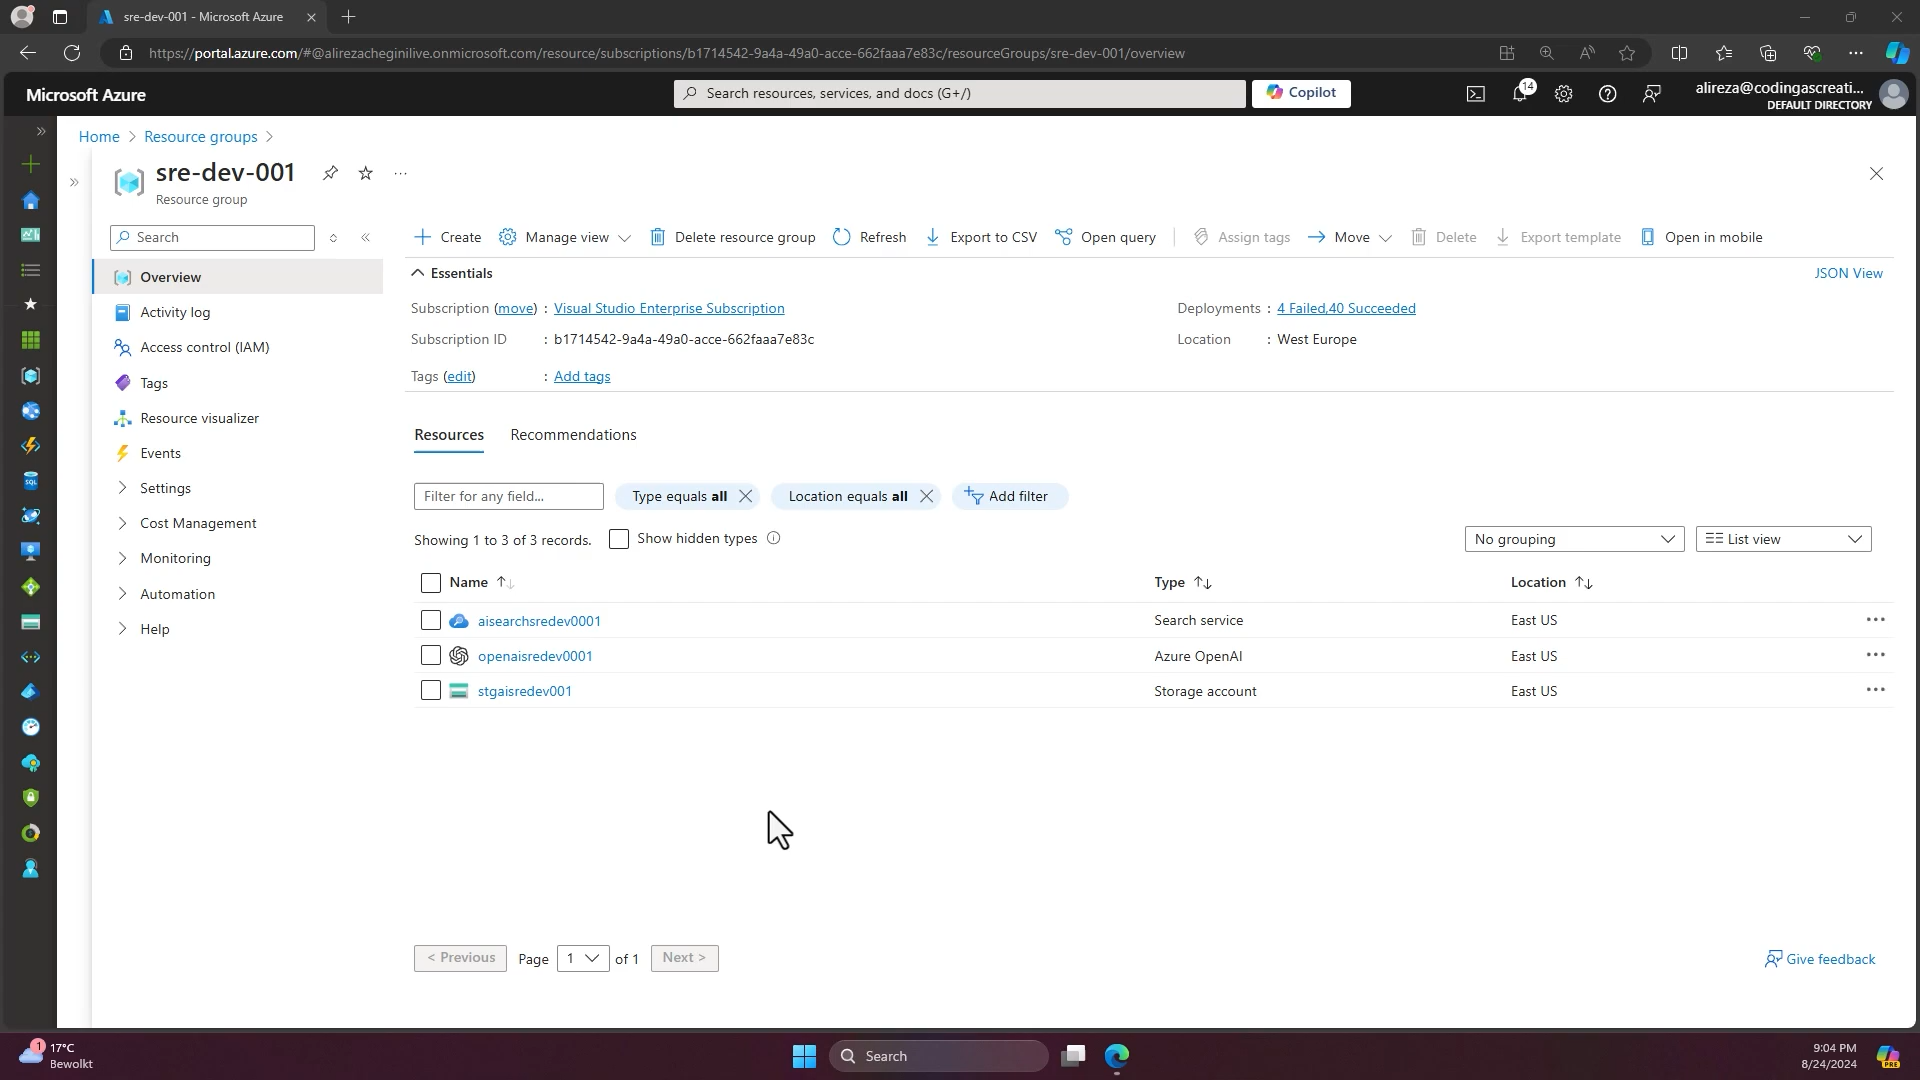 sre-dev-001 - Microsoft Azure
https://portal.azure.com/#@alirezacheginilive.onmicrosoft.com/resource/subscriptions/b1714542-9a4a-49a0-acce-662faaa7e83c/resourceGroups/sre-dev-001/overview
Microsoft Azure
Search resources, services, and docs (G+/)
Copilot
14
alireza@codingascreati...
DEFAULT DIRECTORY
Home > Resource groups >
sre-dev-001
Resource group
Search
Create
Manage view
Delete resource group
Refresh
Export to CSV
Open query
Assign tags
Move
Delete
Export template
Open in mobile
Overview
Activity log
Access control (IAM)
Tags
Resource visualizer
Events
Settings
Cost Management
Monitoring
Automation
Help
Essentials
JSON View
Subscription (move) : Visual Studio Enterprise Subscription
Deployments : 4 Failed,40 Succeeded
Subscription ID : b1714542-9a4a-49a0-acce-662faaa7e83c
Location : West Europe
Tags (edit) : Add tags
Resources
Recommendations
Filter for any field...
Type equals all
Location equals all
Add filter
Showing 1 to 3 of 3 records.
Show hidden types
No grouping
List view
Name
Type
Location
aisearchsredev0001
Search service
East US
openaisredev0001
Azure OpenAI
East US
stgaisredev001
Storage account
East US
< Previous
Page 1 of 1
Next >
Give feedback
1
17°C
Bewolkt
Search
9:04 PM
8/24/2024
PRE
SQL